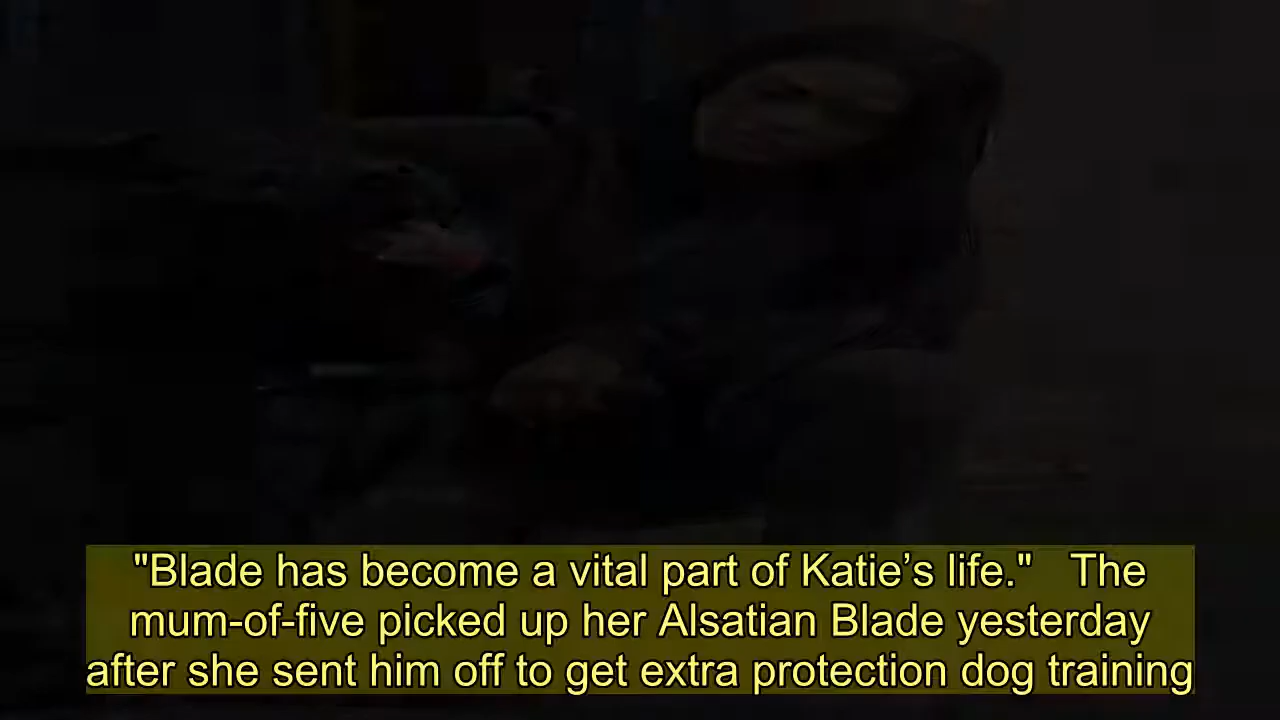 "Blade has become a vital part of Katie’s life."   The
mum-of-five picked up her Alsatian Blade yesterday
after she sent him off to get extra protection dog training